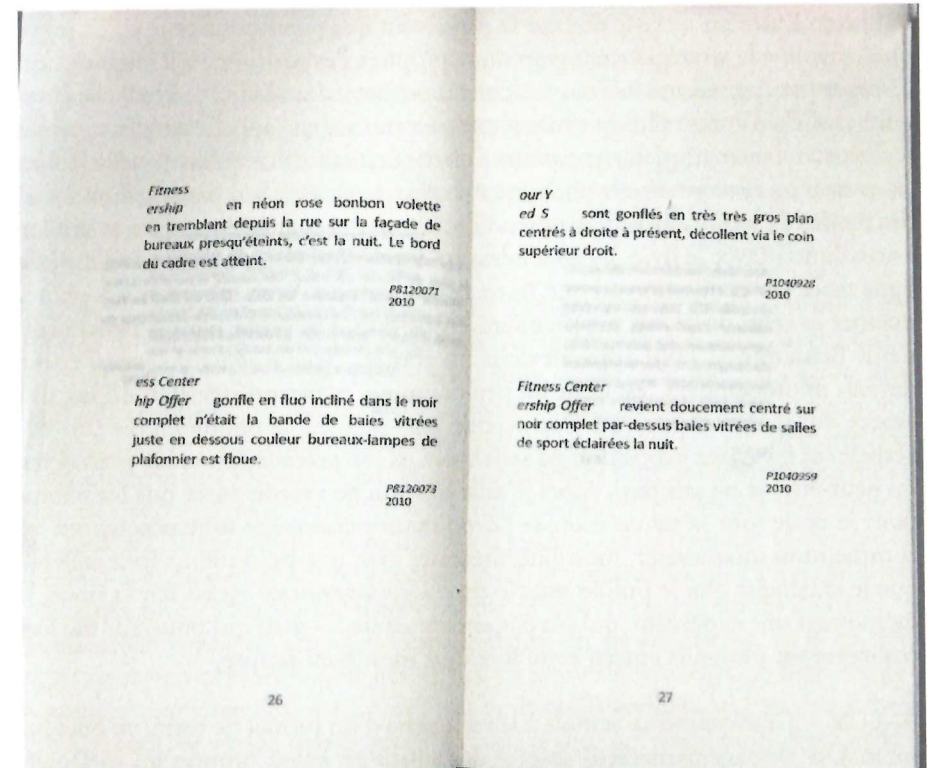 Fitness
ership en néon rose bonbon volette
en tremblant depuis la rue sur la façade de
bureaux presqu'éteints, c'est la nuit. Le bord
du cadre est atteint.
P8120071
2010
ess Center
hip Offer gonfle en fluo incliné dans le noir
complet n'était la bande de baies vitrées
juste en dessous couleur bureaux-lampes de
plafonnier est floue.
P8120073
2010
26
our Y
ed S sont gonflés en très très gros plan
centrés à droite à présent, décollent via le coin
supérieur droit.
P1040928
2010
Fitness Center
ership Offer revient doucement centré sur
noir complet par-dessus baies vitrées de salles
de sport éclairées la nuit.
P1040959
2010
27